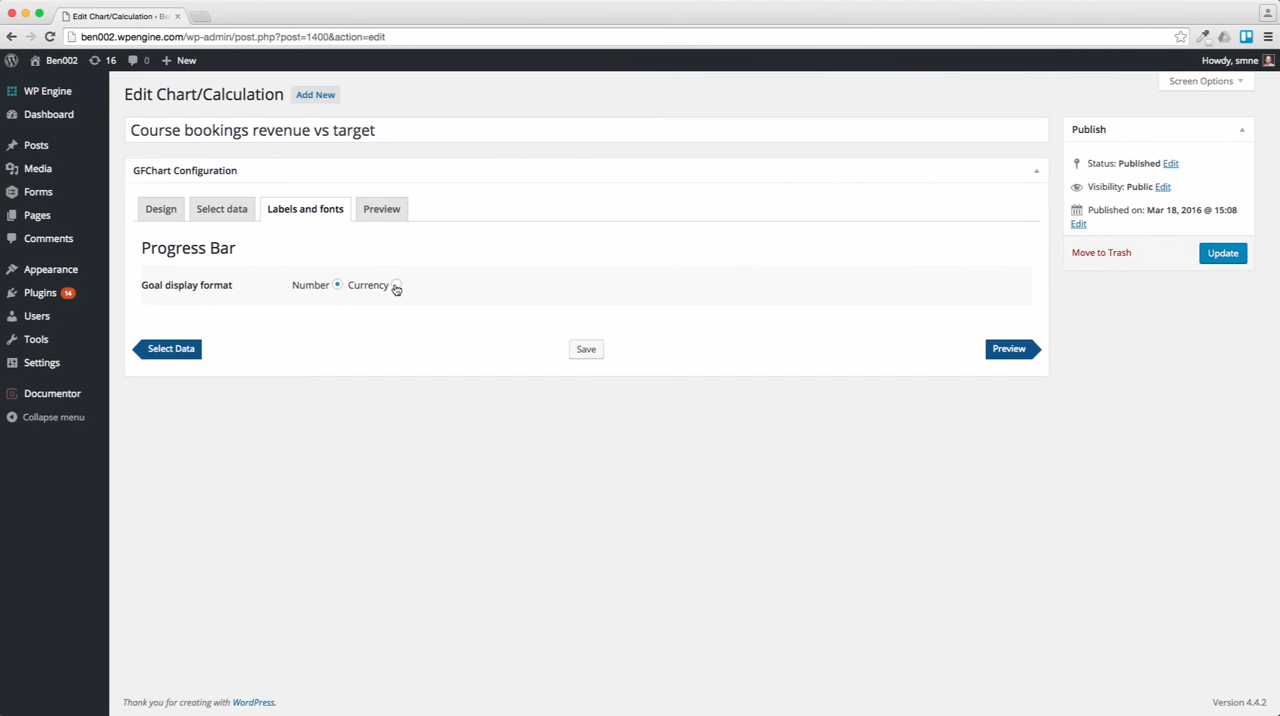 Edit Chart/Calculation ‹ Be
ben002.wpengine.com/wp-admin/post.php?post=1400&action=edit
Ben002 16 0 New
Howdy, smne
WP Engine
Dashboard
Posts
Media
Forms
Pages
Comments
Appearance
Plugins 14
Users
Tools
Settings
Documentor
Collapse menu
Screen Options
Edit Chart/Calculation Add New
Course bookings revenue vs target
GFChart Configuration
Design Select data Labels and fonts Preview
Progress Bar
Goal display format Number Currency
Select Data Save Preview
Publish
Status: Published Edit
Visibility: Public Edit
Published on: Mar 18, 2016 @ 15:08
Edit
Move to Trash Update
Thank you for creating with WordPress.
Version 4.4.2